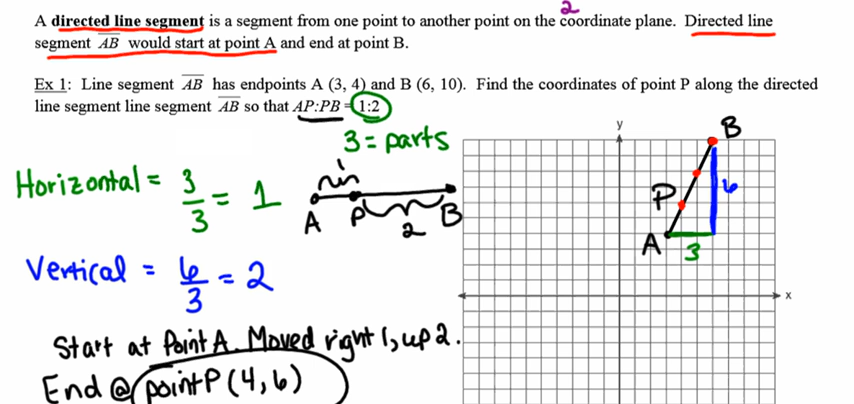 2
A directed line segment is a segment from one point to another point on the coordinate plane. Directed line
segment AB would start at point A and end at point B.
Ex 1: Line segment AB has endpoints A (3, 4) and B (6, 10). Find the coordinates of point P along the directed
line segment line segment AB so that AP:PB = 1:2
3 = parts
Horizontal = 3/3 = 1
1
A P 2 B
Vertical = 6/3 = 2
Start at Point A. Moved right 1, up 2.
End @ point P (4, 6)
y
B
6
P
A
3
x